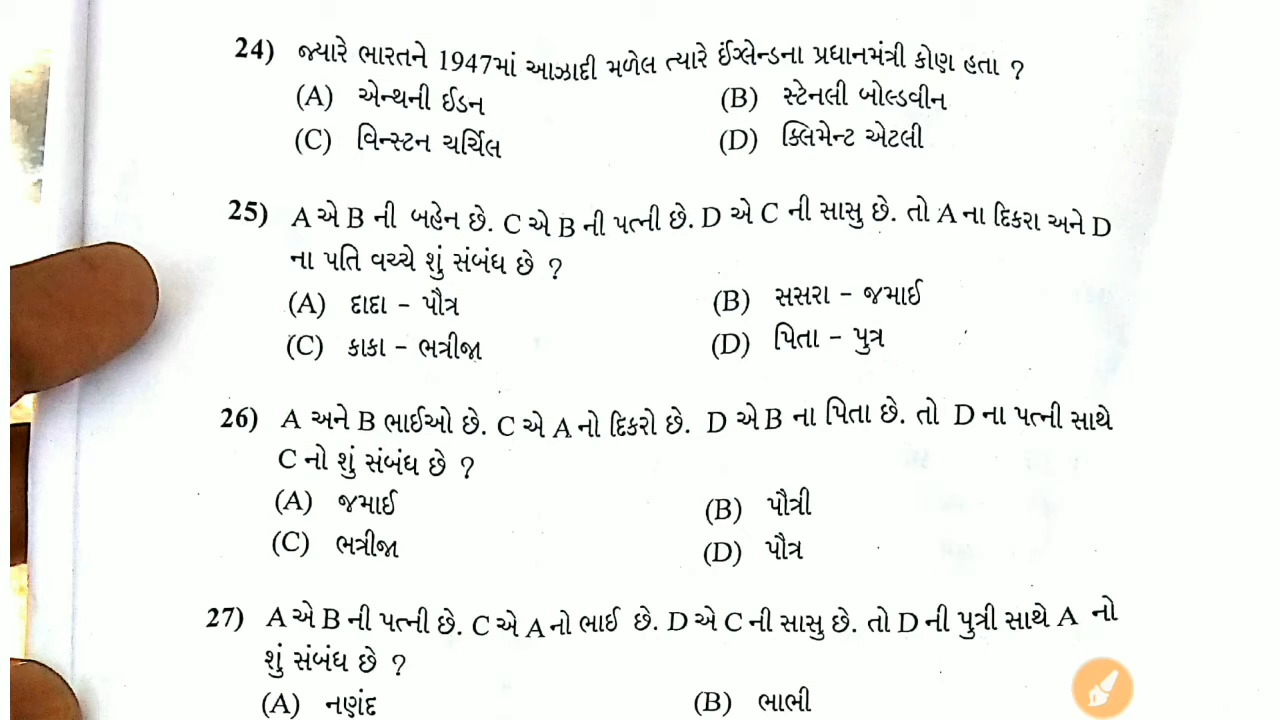 24) જ્યારે ભારતને 1947માં આઝાદી મળેલ ત્યારે ઈંગ્લેન્ડના પ્રધાનમંત્રી કોણ હતા ?
(A) એન્થની ઈડન (B) સ્ટેનલી બોલ્ડવીન
(C) વિન્સ્ટન ચર્ચિલ (D) ક્લિમેન્ટ એટલી
25) A એ B ની બહેન છે. C એ B ની પત્ની છે. D એ C ની સાસુ છે. તો A ના દિકરા અને D
ના પતિ વચ્ચે શું સંબંધ છે ?
(A) દાદા - પૌત્ર (B) સસરા - જમાઈ
(C) કાકા - ભત્રીજા (D) પિતા - પુત્ર
26) A અને B ભાઈઓ છે. C એ A નો દિકરો છે. D એ B ના પિતા છે. તો D ના પત્ની સાથે
C નો શું સંબંધ છે ?
(A) જમાઈ (B) પૌત્રી
(C) ભત્રીજા (D) પૌત્ર
27) A એ B ની પત્ની છે. C એ A નો ભાઈ છે. D એ C ની સાસુ છે. તો D ની પુત્રી સાથે A નો
શું સંબંધ છે ?
(A) નણંદ (B) ભાભી